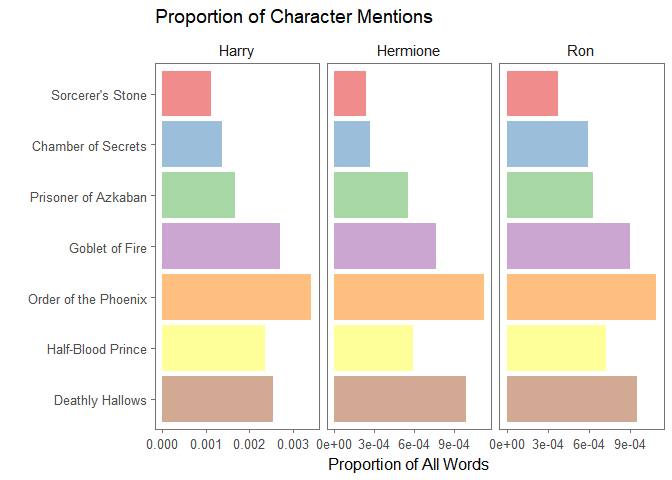 Proportion of Character Mentions
Harry Hermione Ron
Sorcerer's Stone
Chamber of Secrets
Prisoner of Azkaban
Goblet of Fire
Order of the Phoenix
Half-Blood Prince
Deathly Hallows
0.000 0.001 0.002 0.003 0e+00 3e-04 6e-04 9e-04 0e+00 3e-04 6e-04 9e-04
Proportion of All Words